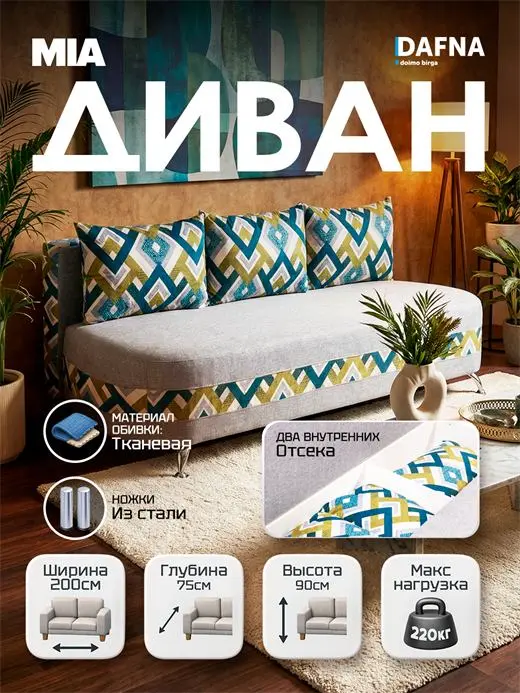 MIA
DAFNA
doimo birga
ДИВАН
МАТЕРИАЛ
ОБИВКИ:
Тканевая
НОЖКИ
Из стали
ДВА ВНУТРЕННИХ
Отсека
Ширина
200см
Глубина
75см
Высота
90см
Макс
нагрузка
220кг